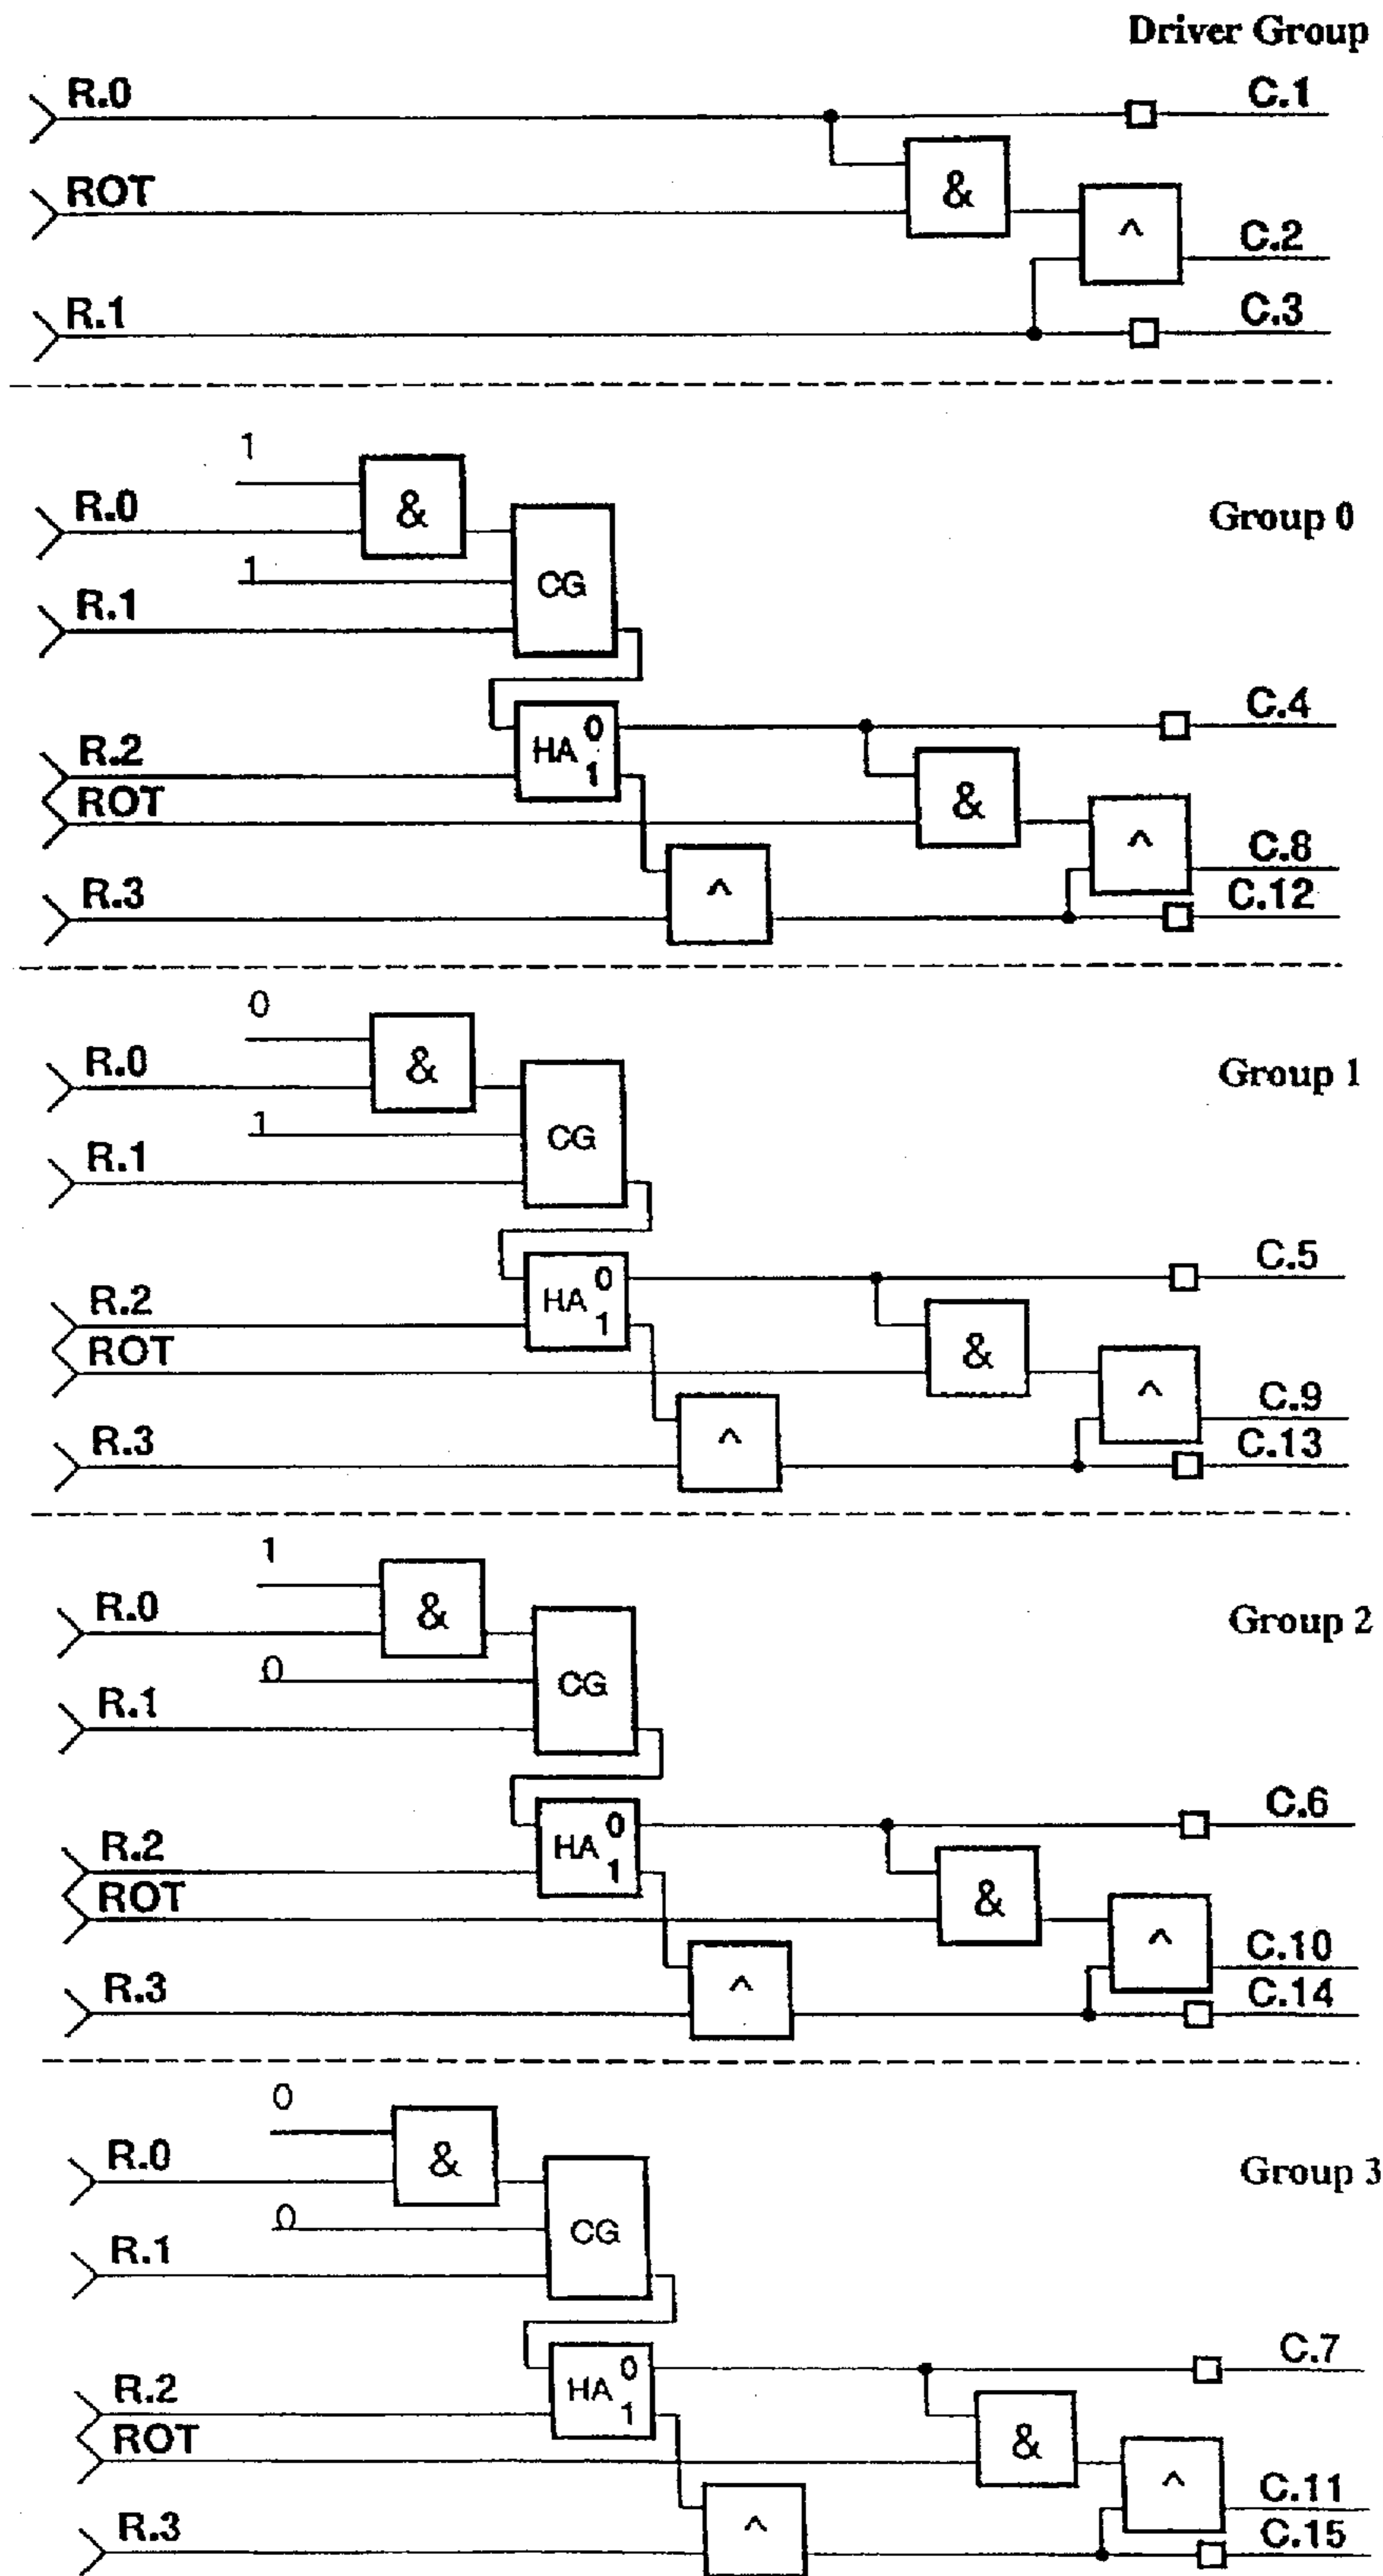 Driver Group
R.0
C.1
&
ROT
^
C.2
R.1
C.3
1
&
R.0
Group 0
1
CG
R.1
C.4
HA 0
1
R.2
ROT
&
^
C.8
R.3
^
C.12
0
&
R.0
Group 1
1
CG
R.1
C.5
HA 0
1
R.2
ROT
&
^
C.9
R.3
^
C.13
1
&
R.0
Group 2
0
CG
R.1
C.6
HA 0
1
R.2
ROT
&
^
C.10
R.3
^
C.14
0
&
R.0
Group 3
0
CG
R.1
C.7
HA 0
1
R.2
ROT
&
^
C.11
R.3
^
C.15